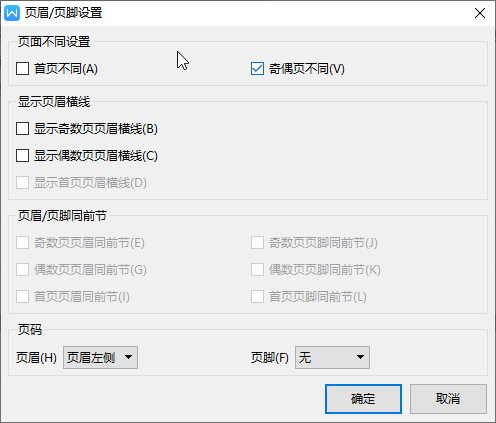 页眉/页脚设置
页面不同设置
首页不同(A)
奇偶页不同(V)
显示页眉横线
显示奇数页页眉横线(B)
显示偶数页页眉横线(C)
显示首页页眉横线(D)
页眉/页脚同前节
奇数页页眉同前节(E)
奇数页页脚同前节(J)
偶数页页眉同前节(G)
偶数页页脚同前节(K)
首页页眉同前节(I)
首页页脚同前节(L)
页码
页眉(H) 页眉左侧
页脚(F) 无
确定
取消